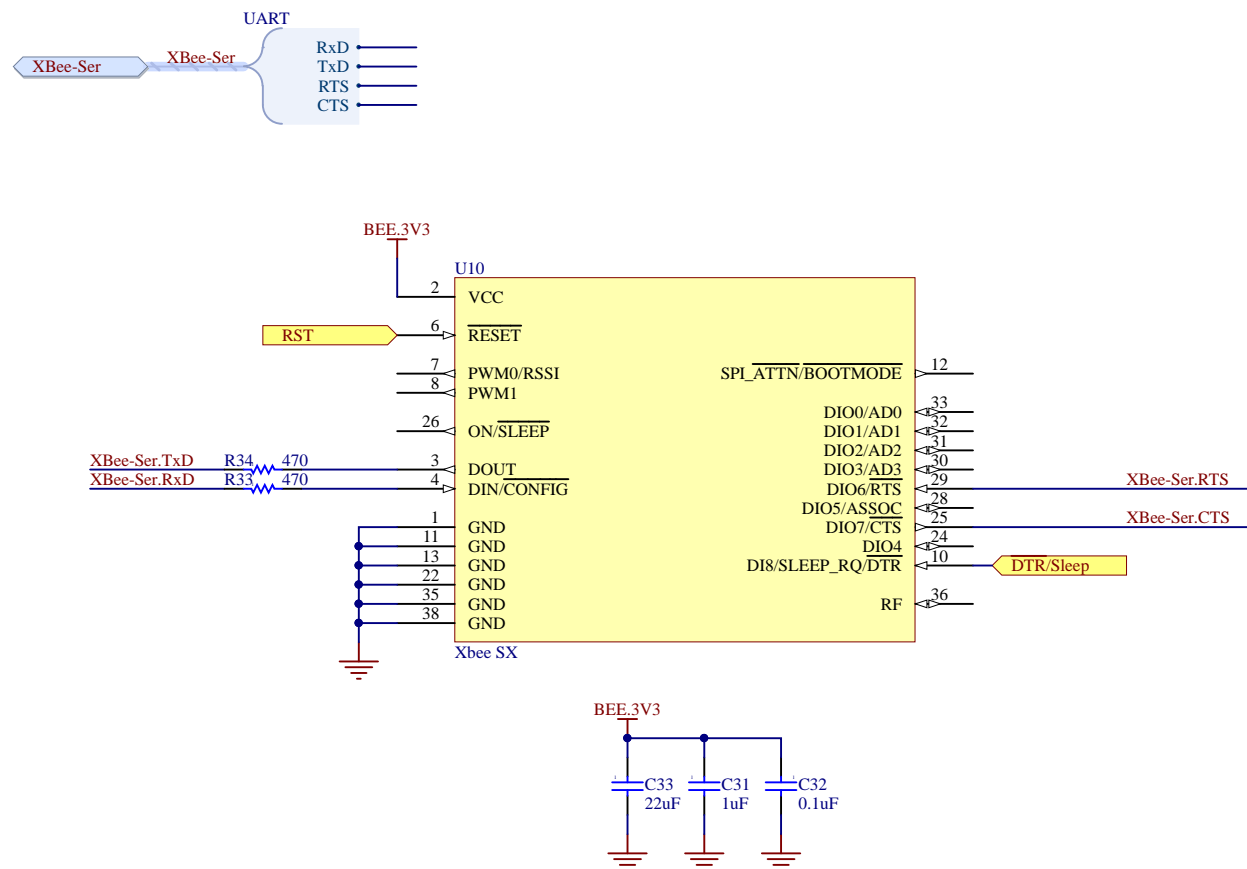 UART
XBee-Ser
XBee-Ser
RxD
TxD
RTS
CTS
BEE.3V3
U10
2
VCC
RST
6
RESET
7
PWM0/RSSI
8
PWM1
26
ON/SLEEP
XBee-Ser.TxD
R34
470
3
DOUT
XBee-Ser.RxD
R33
470
4
DIN/CONFIG
1
GND
11
GND
13
GND
22
GND
35
GND
38
GND
SPI_ATTN/BOOTMODE
12
DIO0/AD0
33
DIO1/AD1
32
DIO2/AD2
31
DIO3/AD3
30
DIO6/RTS
29
XBee-Ser.RTS
DIO5/ASSOC
28
DIO7/CTS
25
XBee-Ser.CTS
DIO4
24
DI8/SLEEP_RQ/DTR
10
DTR/Sleep
RF
36
Xbee SX
BEE.3V3
C33
22uF
C31
1uF
C32
0.1uF